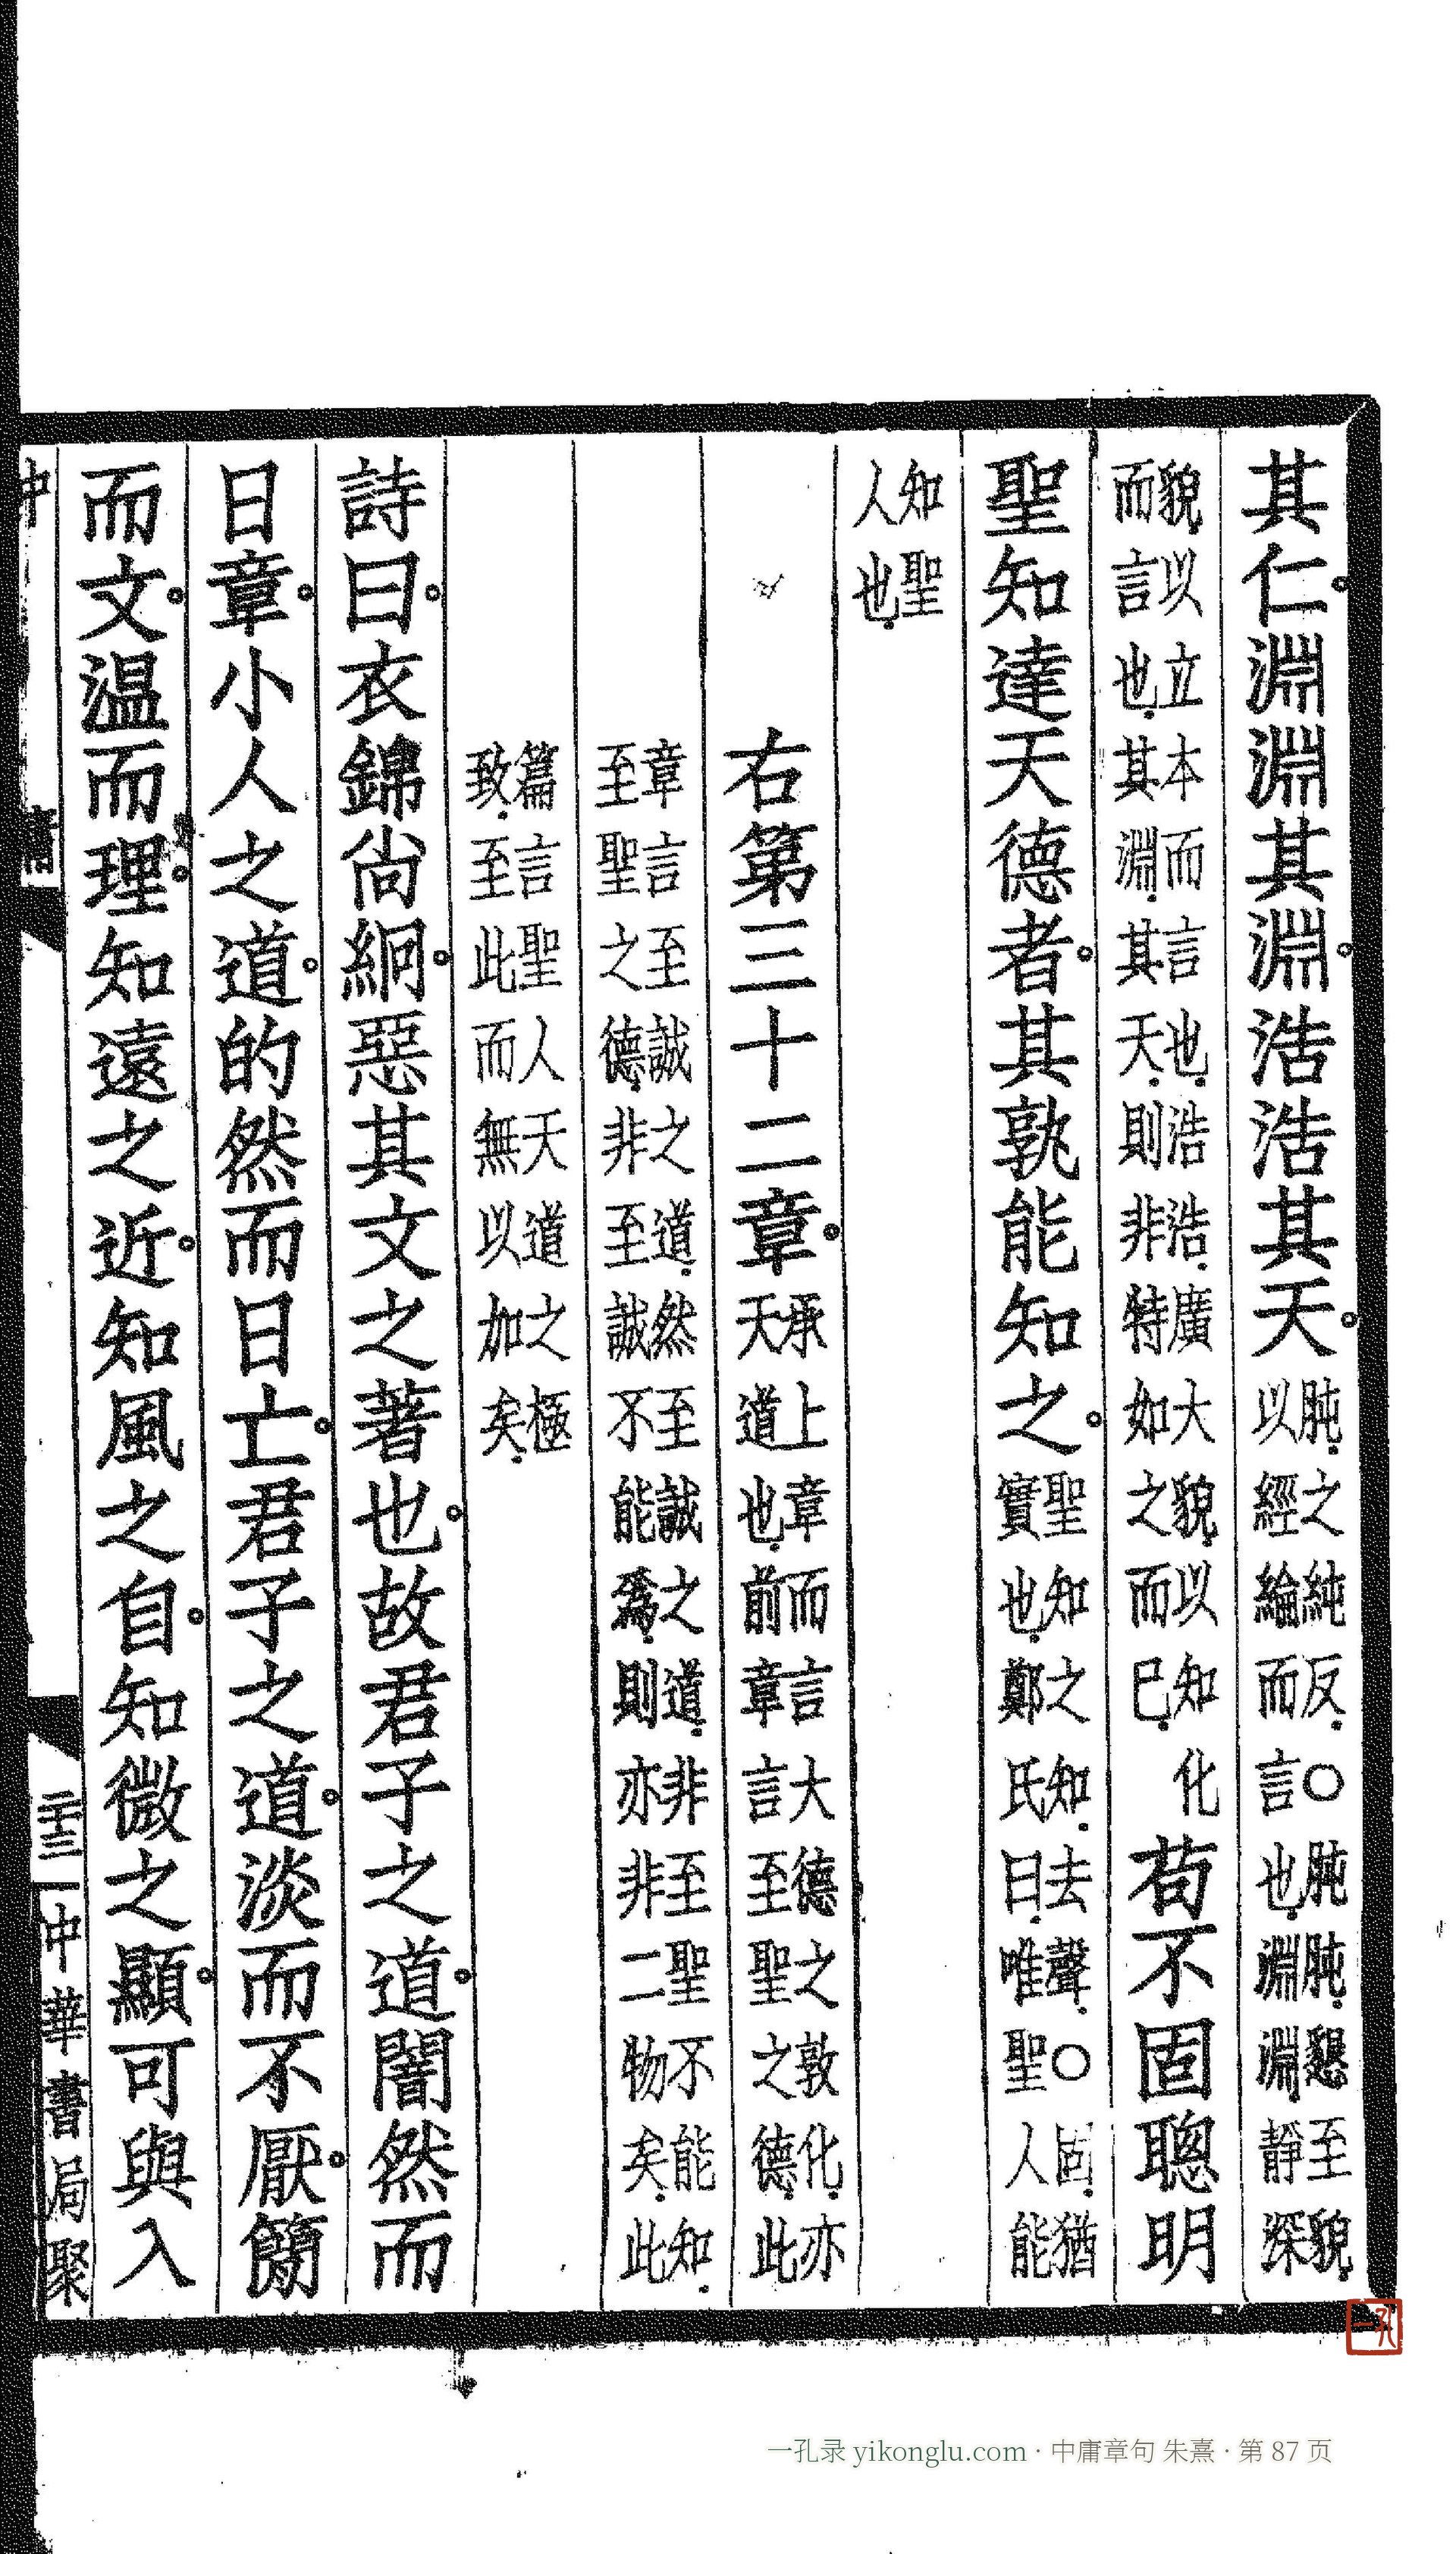 其仁淵淵其淵浩浩其天肫之純反○肫肫懇至貌以經綸而言也淵淵靜深
貌以立本而言也浩浩廣大貌以知化而言也其淵其天則非特如之而已苟不固聰明
聖知達天德者其孰能知之聖知之知去聲○固猶實也鄭氏曰唯聖人能
知聖人也
右第三十二章承上章而言大德之敦化亦天道也前章言至聖之德此
章言至誠之道然至誠之道非至聖不能知至聖之德非至誠不能爲則亦非二物矣此
篇言聖人天道之極致至此而無以加矣
詩曰衣錦尙絅惡其文之著也故君子之道闇然而
日章小人之道的然而日亡君子之道淡而不厭簡
而文温而理知遠之近知風之自知微之顯可與入
中 庸 二十三 中華書局聚
一孔
一孔录 yikonglu.com · 中庸章句 朱熹 · 第 87 页